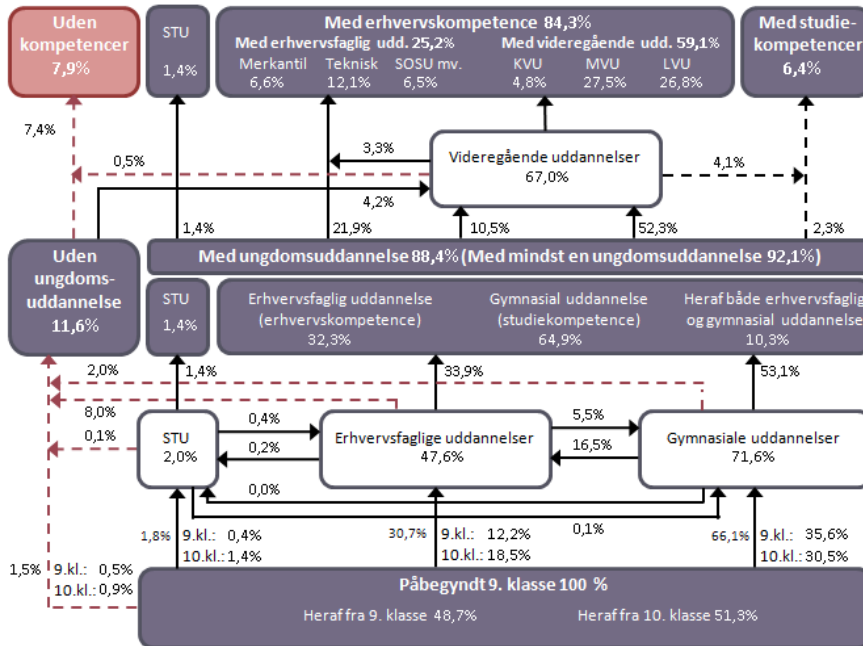 Uden
kompetencer
7,9%
STU
1,4%
Med erhvervskompetence 84,3%
Med erhvervsfaglig udd. 25,2%
Med videregående udd. 59,1%
Merkantil
Teknisk
SOSU mv.
KVU
MVU
LVU
6,6%
12,1%
6,5%
4,8%
27,5%
26,8%
Med studie-
kompetencer
6,4%
7,4%
0,5%
3,3%
Videregående uddannelser
67,0%
4,1%
4,2%
1,4%
21,9%
10,5%
52,3%
2,3%
Uden
ungdoms-
uddannelse
11,6%
Med ungdomsuddannelse 88,4% (Med mindst en ungdomsuddannelse 92,1%)
STU
1,4%
Erhvervsfaglig uddannelse
(erhvervskompetence)
32,3%
Gymnasial uddannelse
(studiekompetence)
64,9%
Heraf både erhvervsfaglig
og gymnasial uddannelse
10,3%
2,0%
1,4%
33,9%
53,1%
8,0%
0,1%
STU
2,0%
0,4%
0,2%
Erhvervsfaglige uddannelser
47,6%
5,5%
16,5%
Gymnasiale uddannelser
71,6%
0,0%
0,1%
1,8%
9.kl.: 0,4%
10.kl.: 1,4%
30,7%
9.kl.: 12,2%
10.kl.: 18,5%
66,1%
9.kl.: 35,6%
10.kl.: 30,5%
1,5%
9.kl.: 0,5%
10.kl.: 0,9%
Påbegyndt 9. klasse 100 %
Heraf fra 9. klasse 48,7%
Heraf fra 10. klasse 51,3%